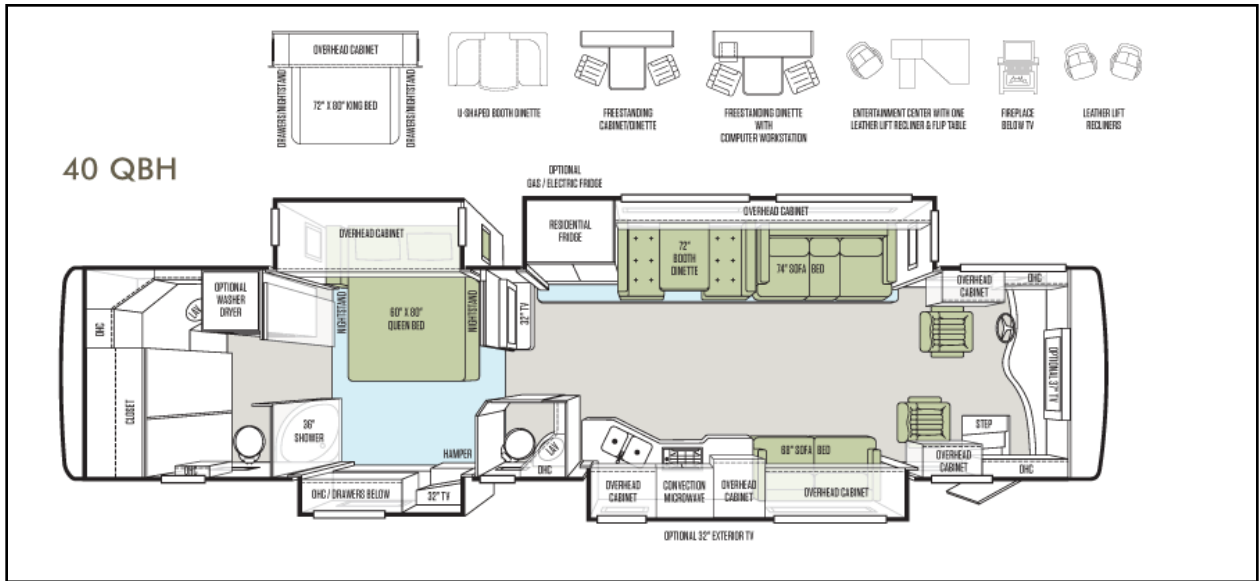 OVERHEAD CABINET
DRAWERS/NIGHTSTAND
72" X 80" KING BED
DRAWERS/NIGHTSTAND
U-SHAPED BOOTH DINETTE
FREESTANDING
CABINET/DINETTE
FREESTANDING DINETTE
WITH
COMPUTER WORKSTATION
ENTERTAINMENT CENTER WITH ONE
LEATHER LIFT RECLINER & FLIP TABLE
FIREPLACE
BELOW TV
LEATHER LIFT
RECLINERS
40 QBH
OPTIONAL
GAS / ELECTRIC FRIDGE
OVERHEAD CABINET
RESIDENTIAL
FRIDGE
OVERHEAD CABINET
72"
BOOTH
DINETTE
74" SOFA BED
OHC
OPTIONAL
WASHER
DRYER
LAV
NIGHTSTAND
60" X 80"
QUEEN BED
NIGHTSTAND
32" TV
OVERHEAD
CABINET
OHC
OPTIONAL 37" TV
CLOSET
36"
SHOWER
HAMPER
LAV
OHC
68" SOFA BED
STEP
OVERHEAD
CABINET
OHC
OHC
OHC / DRAWERS BELOW
32" TV
OVERHEAD
CABINET
CONVECTION
MICROWAVE
OVERHEAD
CABINET
OVERHEAD CABINET
OPTIONAL 32" EXTERIOR TV